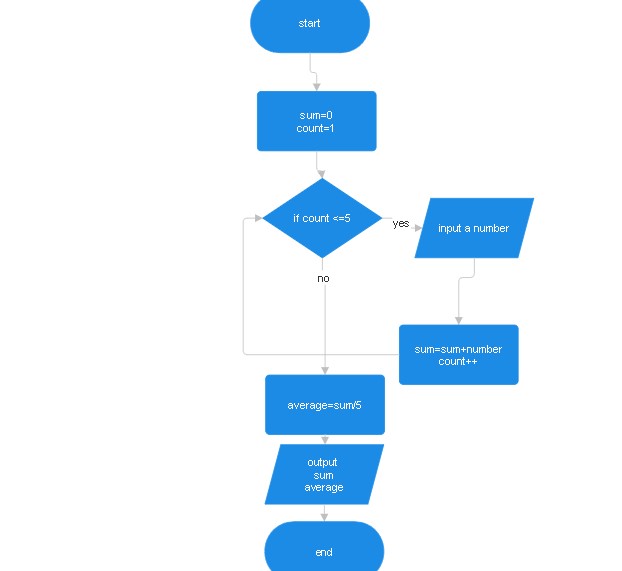 start
sum=0
count=1
if count <=5
yes
input a number
no
sum=sum+number
count++
average=sum/5
output
sum
average
end